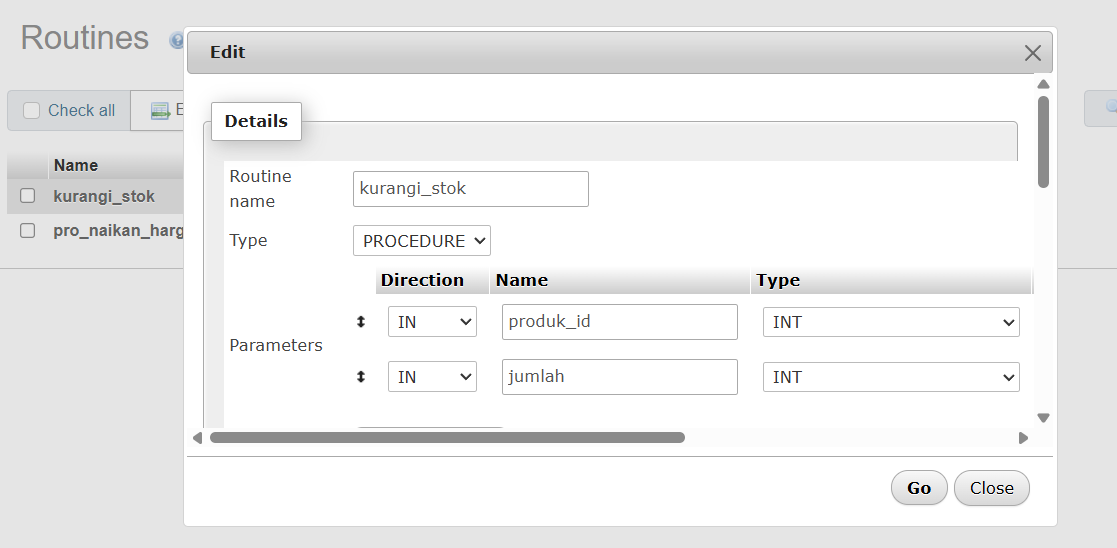 Routines
Edit
Check all
E
Details
Name
Routine name
kurangi_stok
kurangi_stok
Type
PROCEDURE
pro_naikan_harg
Direction Name Type
IN produk_id INT
Parameters
IN jumlah INT
Go Close